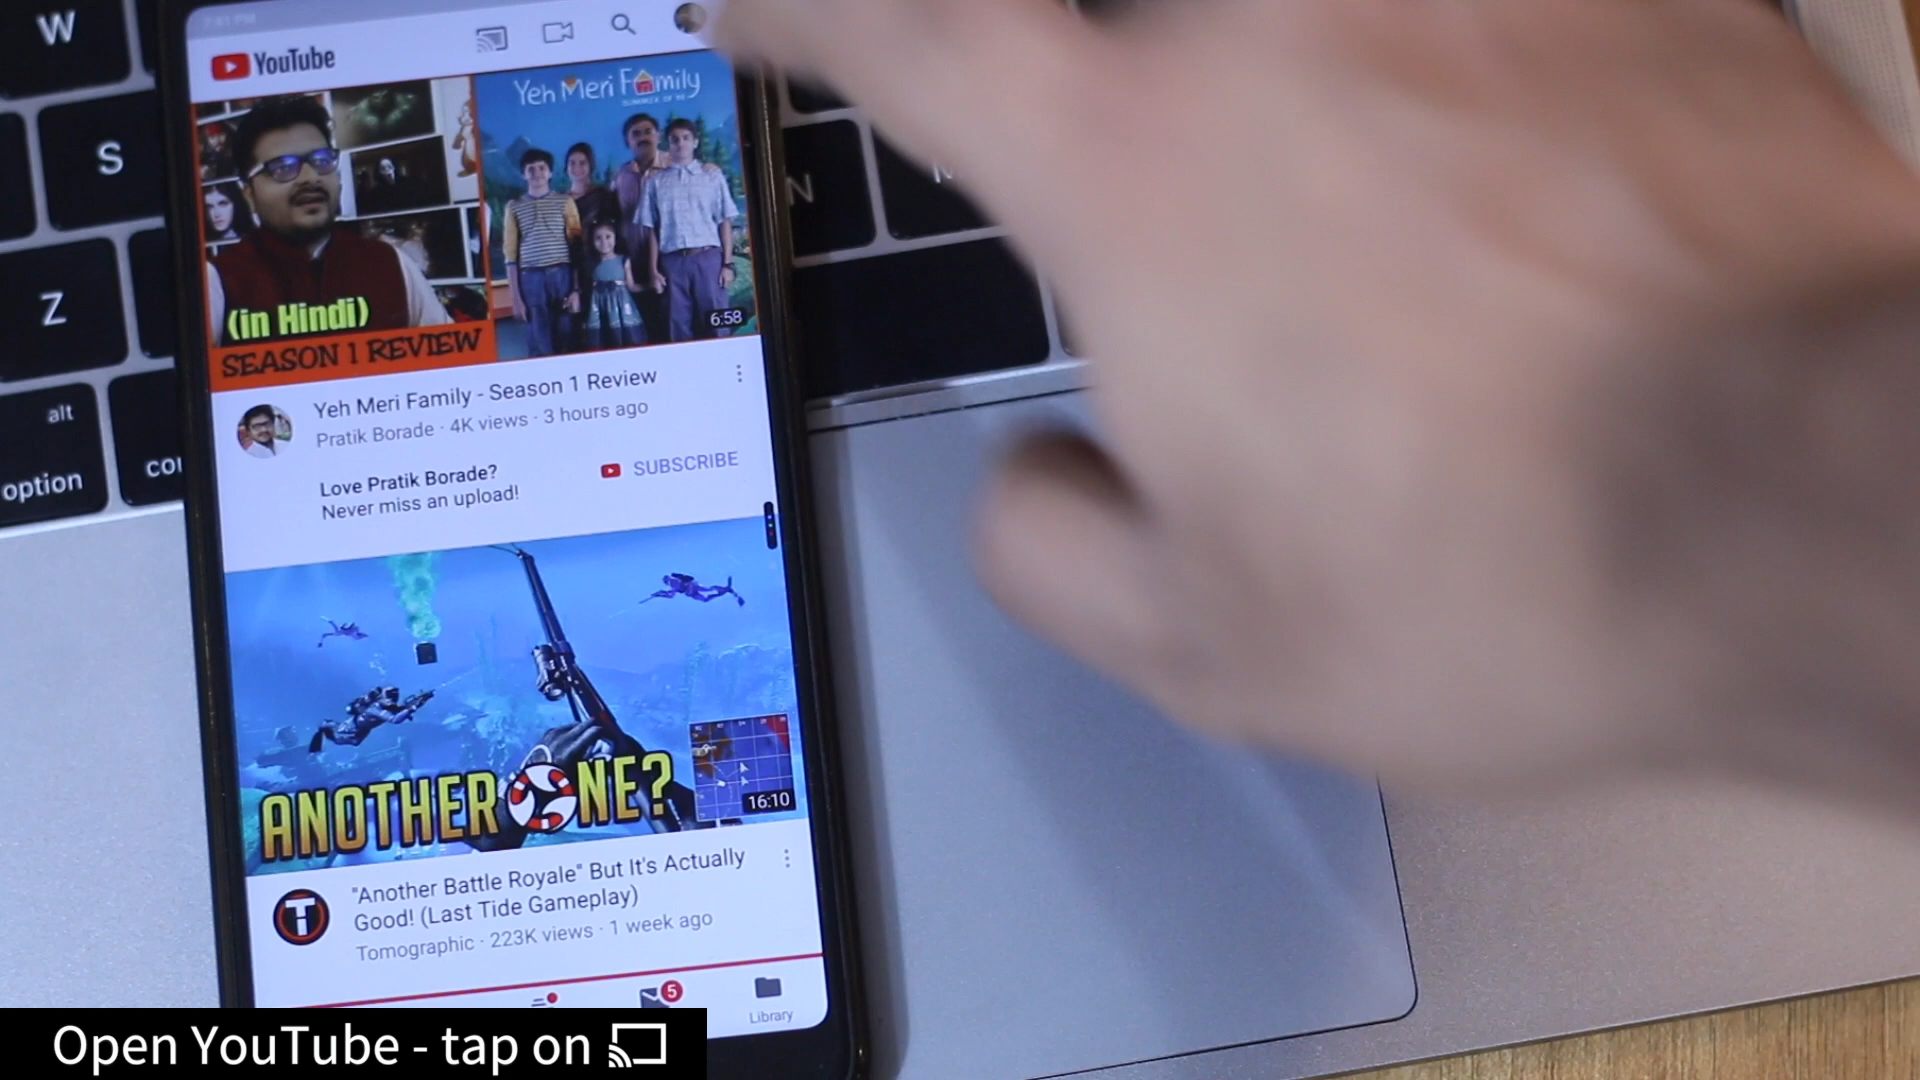 W
S
Z
alt
option
N
7:41 PM
YouTube
Yeh Meri Family
(in Hindi)
SEASON 1 REVIEW
6:58
Yeh Meri Family - Season 1 Review
Pratik Borade · 4K views · 3 hours ago
Love Pratik Borade?
Never miss an upload!
SUBSCRIBE
ANOTHER ONE?
16:10
"Another Battle Royale" But It's Actually
Good! (Last Tide Gameplay)
Tomographic · 223K views · 1 week ago
5
Library
Open YouTube - tap on